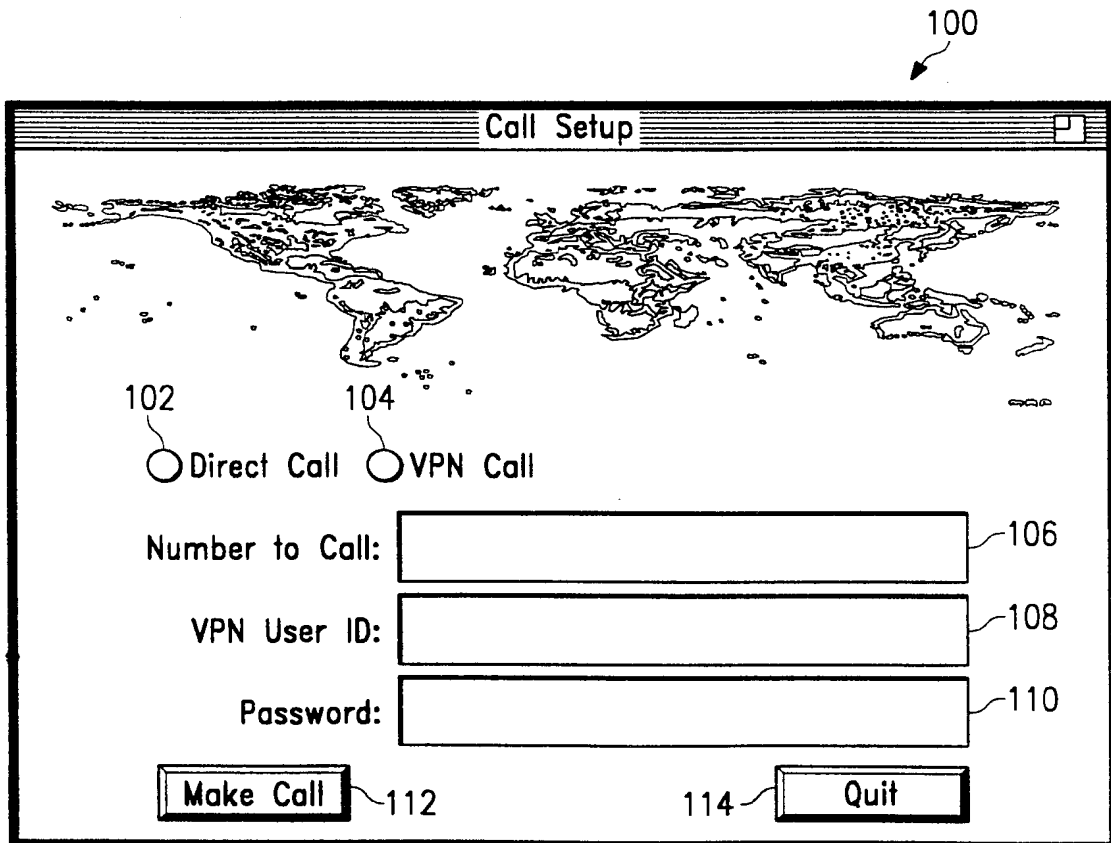 100
Call Setup
102 104
Direct Call VPN Call
Number to Call: 106
VPN User ID: 108
Password: 110
Make Call 112 114 Quit